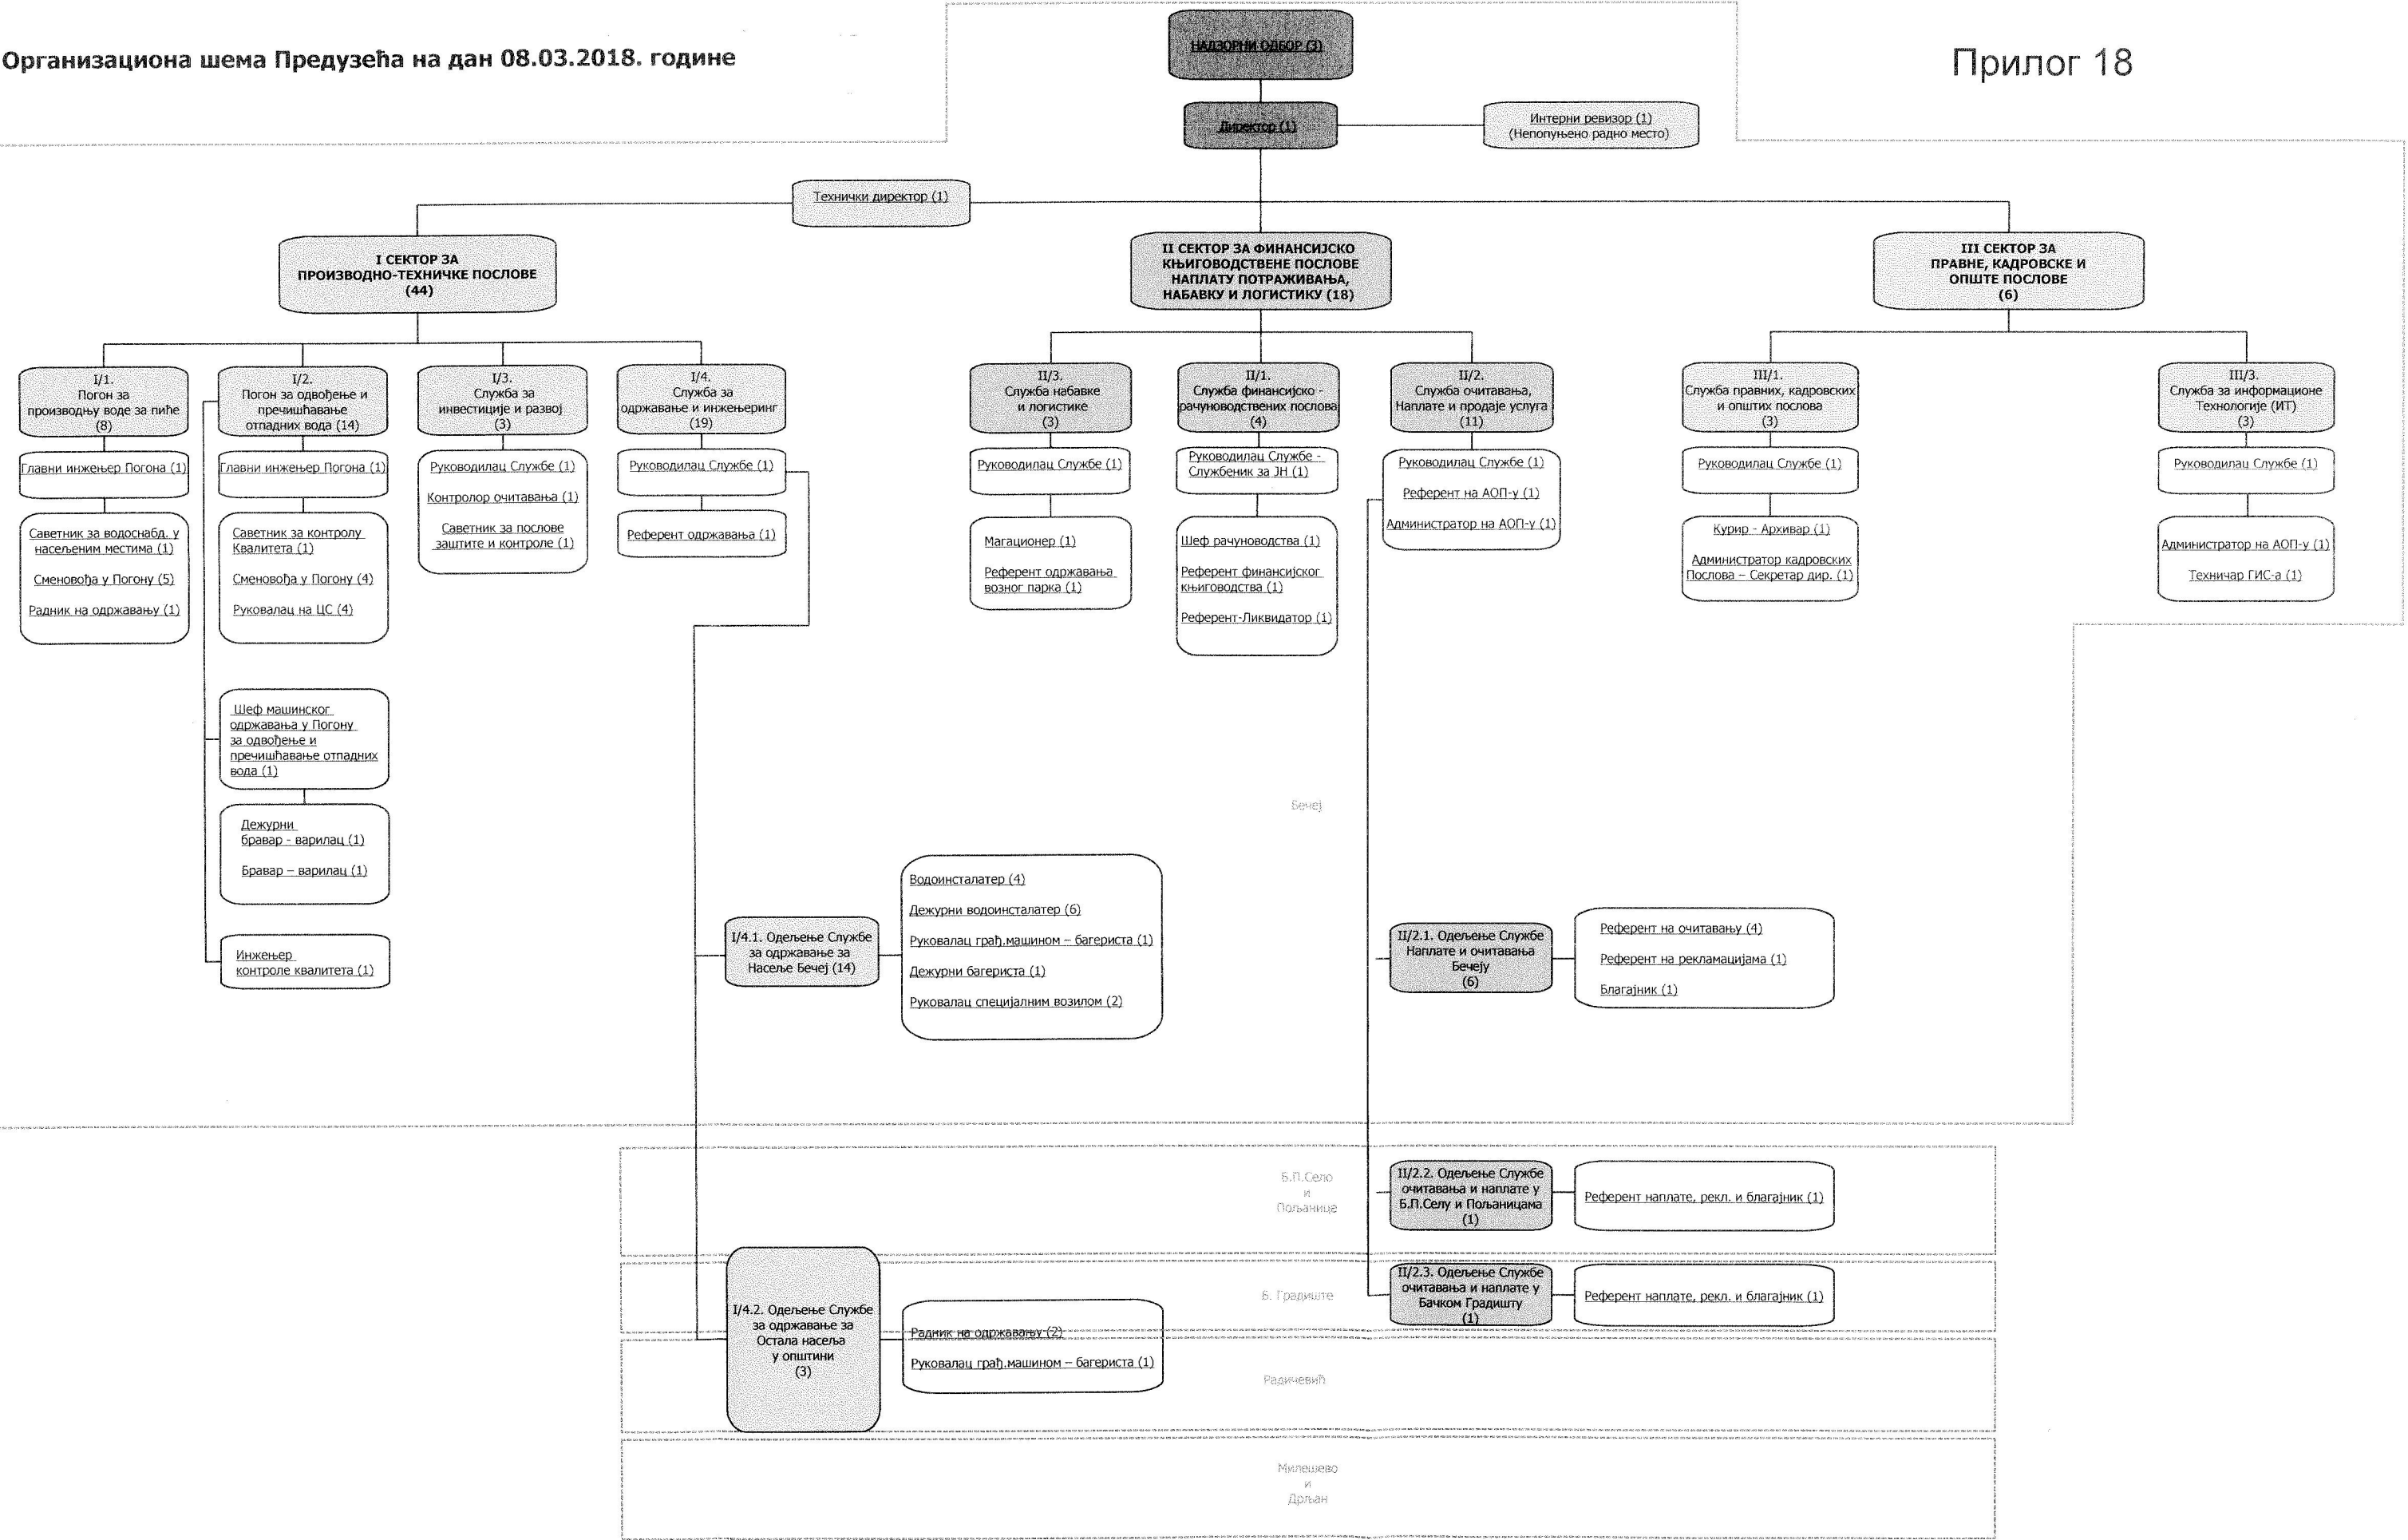 Организациона шема Предузећа на дан 08.03.2018. године
Прилог 18
НАДЗОРНИ ОДБОР (3)
Директор (1)
Интерни ревизор (1)
(Непопуњено радно место)
Технички директор (1)
I СЕКТОР ЗА
ПРОИЗВОДНО-ТЕХНИЧКЕ ПОСЛОВЕ
(44)
II СЕКТОР ЗА ФИНАНСИЈСКО
КЊИГОВОДСТВЕНЕ ПОСЛОВЕ
НАПЛАТУ ПОТРАЖИВАЊА,
НАБАВКУ И ЛОГИСТИКУ (18)
III СЕКТОР ЗА
ПРАВНЕ, КАДРОВСКЕ И
ОПШТЕ ПОСЛОВЕ
(6)
I/1.
Погон за
производњу воде за пиће
(8)
I/2.
Погон за одвођење и
пречишћавање
отпадних вода (14)
I/3.
Служба за
инвестиције и развој
(3)
I/4.
Служба за
одржавање и инжењеринг
(19)
II/3.
Служба набавке
и логистике
(3)
II/1.
Служба финансијско -
рачуноводствених послова
(4)
II/2.
Служба очитавања,
Наплате и продаје услуга
(11)
III/1.
Служба правних, кадровских
и општих послова
(3)
III/3.
Служба за информационе
Технологије (ИТ)
(3)
Главни инжењер Погона (1)
Главни инжењер Погона (1)
Руководилац Службе (1)
Контролор очитавања (1)
Саветник за послове
заштите и контроле (1)
Руководилац Службе (1)
Руководилац Службе (1)
Руководилац Службе -
Службеник за ЈН (1)
Руководилац Службе (1)
Референт на АОП-у (1)
Администратор на АОП-у (1)
Руководилац Службе (1)
Руководилац Службе (1)
Саветник за водоснабд. у
насељеним местима (1)
Сменовођа у Погону (5)
Радник на одржавању (1)
Саветник за контролу
Квалитета (1)
Сменовођа у Погону (4)
Руковалац на ЦС (4)
Референт одржавања (1)
Магационер (1)
Референт одржавања
возног парка (1)
Шеф рачуноводства (1)
Референт финансијског
књиговодства (1)
Референт-Ликвидатор (1)
Курир - Архивар (1)
Администратор кадровских
Послова – Секретар дир. (1)
Администратор на АОП-у (1)
Техничар ГИС-а (1)
Шеф машинског
одржавања у Погону
за одвођење и
пречишћавање отпадних
вода (1)
Дежурни
бравар - варилац (1)
Бравар – варилац (1)
Инжењер
контроле квалитета (1)
Бечеј
I/4.1. Одељење Службе
за одржавање за
Насеље Бечеј (14)
Водоинсталатер (4)
Дежурни водоинсталатер (6)
Руковалац грађ.машином – багериста (1)
Дежурни багериста (1)
Руковалац специјалним возилом (2)
II/2.1. Одељење Службе
Наплате и очитавања
Бечеју
(6)
Референт на очитавању (4)
Референт на рекламацијама (1)
Благајник (1)
Б.П.Село
и
Пољанице
II/2.2. Одељење Службе
очитавања и наплате у
Б.П.Селу и Пољаницама
(1)
Референт наплате, рекл. и благајник (1)
Б. Градиште
II/2.3. Одељење Службе
очитавања и наплате у
Бачком Градишту
(1)
Референт наплате, рекл. и благајник (1)
I/4.2. Одељење Службе
за одржавање за
Остала насеља
у општини
(3)
Радник на одржавању (2)
Руковалац грађ.машином – багериста (1)
Радичевић
Милешево
и
Дрљан